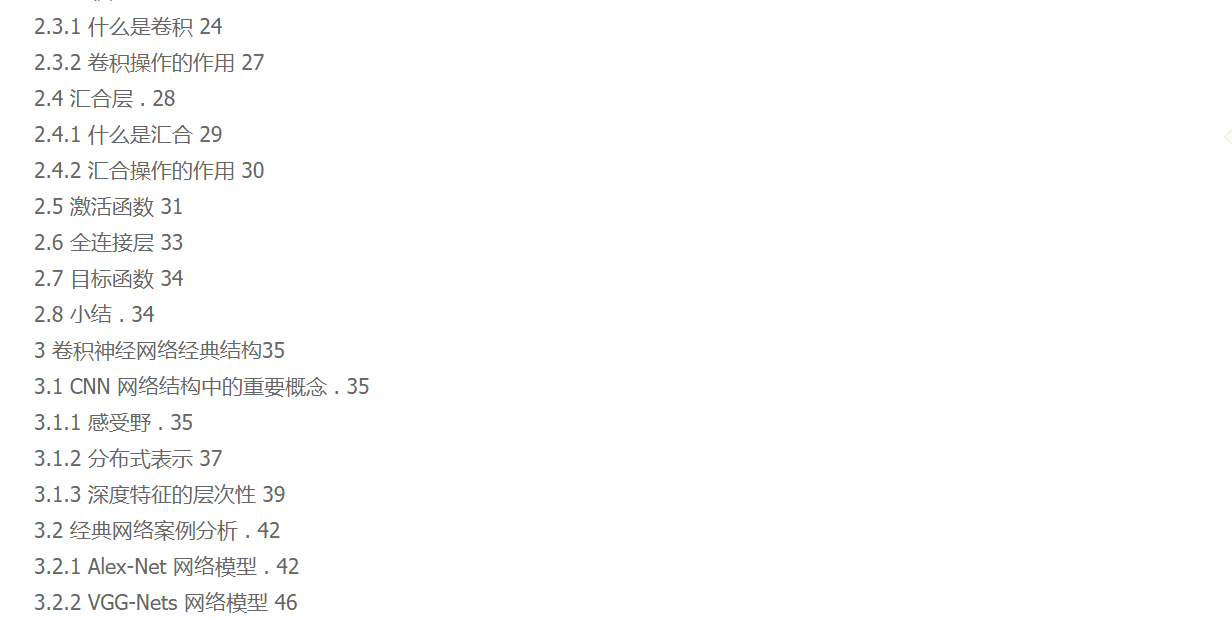 2.3.1 什么是卷积 24
2.3.2 卷积操作的作用 27
2.4 汇合层 . 28
2.4.1 什么是汇合 29
2.4.2 汇合操作的作用 30
2.5 激活函数 31
2.6 全连接层 33
2.7 目标函数 34
2.8 小结 . 34
3 卷积神经网络经典结构35
3.1 CNN 网络结构中的重要概念 . 35
3.1.1 感受野 . 35
3.1.2 分布式表示 37
3.1.3 深度特征的层次性 39
3.2 经典网络案例分析 . 42
3.2.1 Alex-Net 网络模型 . 42
3.2.2 VGG-Nets 网络模型 46